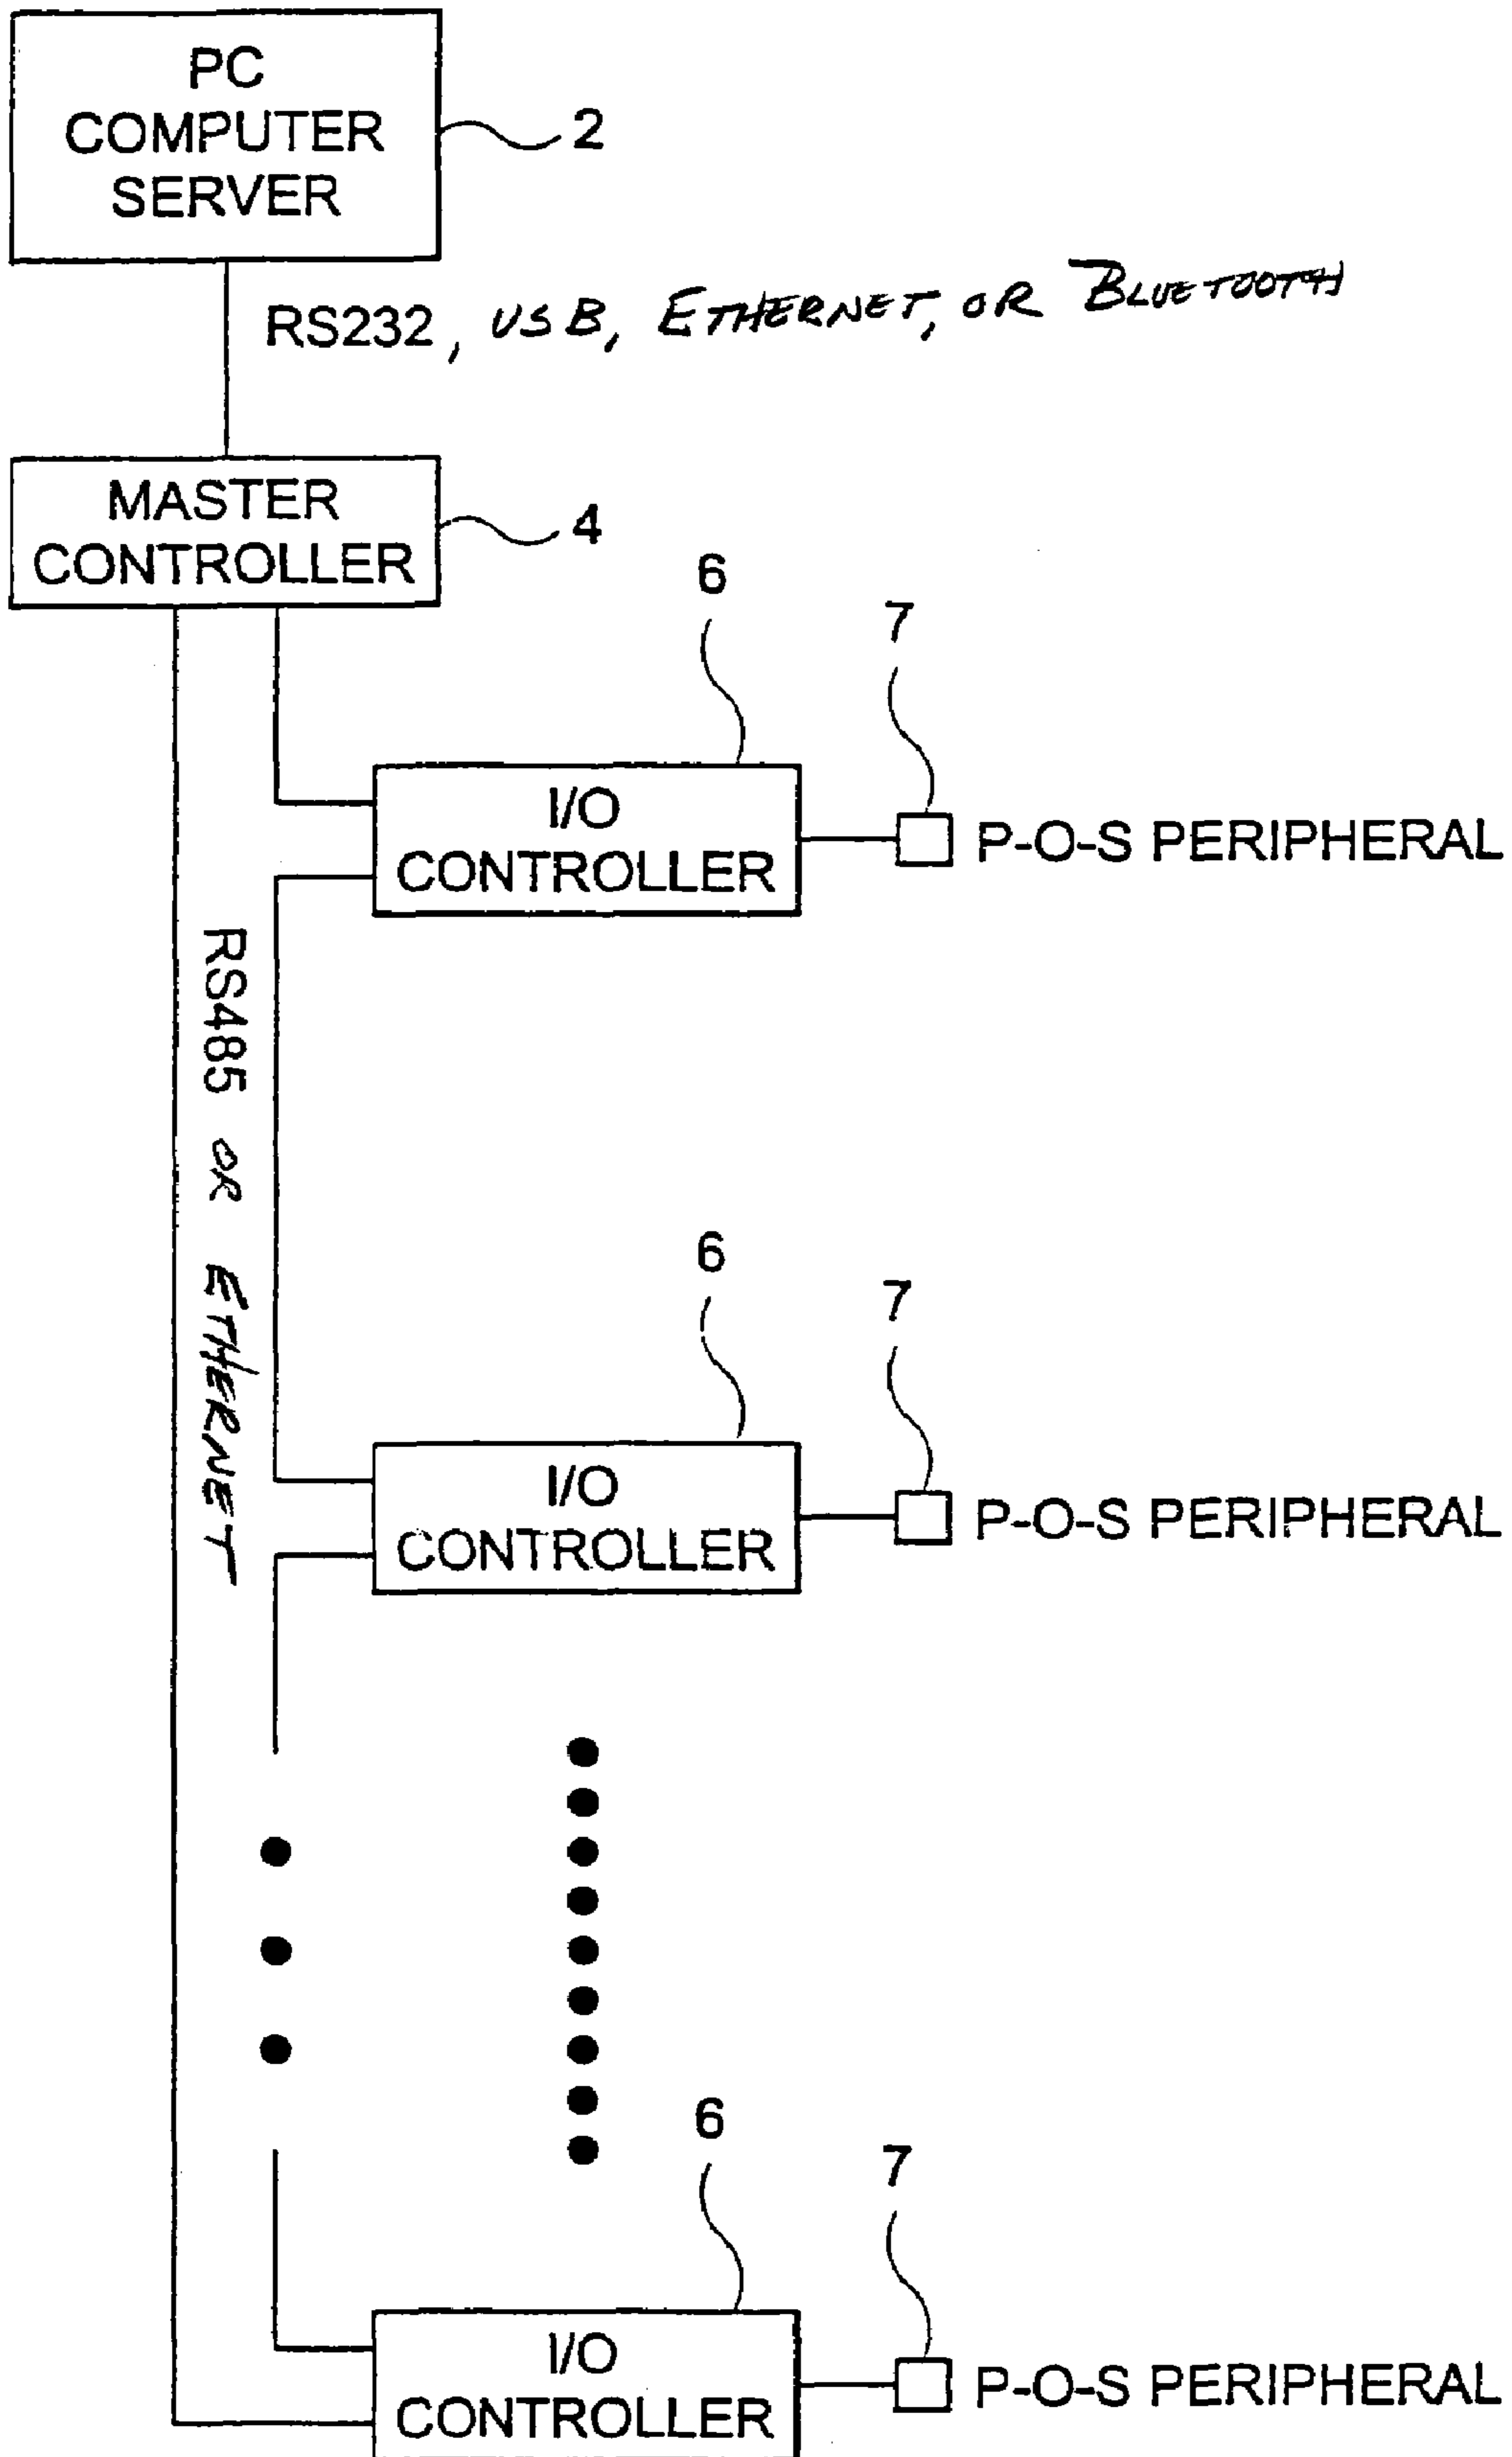 PC
COMPUTER
SERVER
2
RS232, USB, ETHERNET, OR BLUETOOTH
MASTER
CONTROLLER
4
6
7
I/O
CONTROLLER
P-O-S PERIPHERAL
RS485 OR ETHERNET
6
7
I/O
CONTROLLER
P-O-S PERIPHERAL
6
7
I/O
CONTROLLER
P-O-S PERIPHERAL